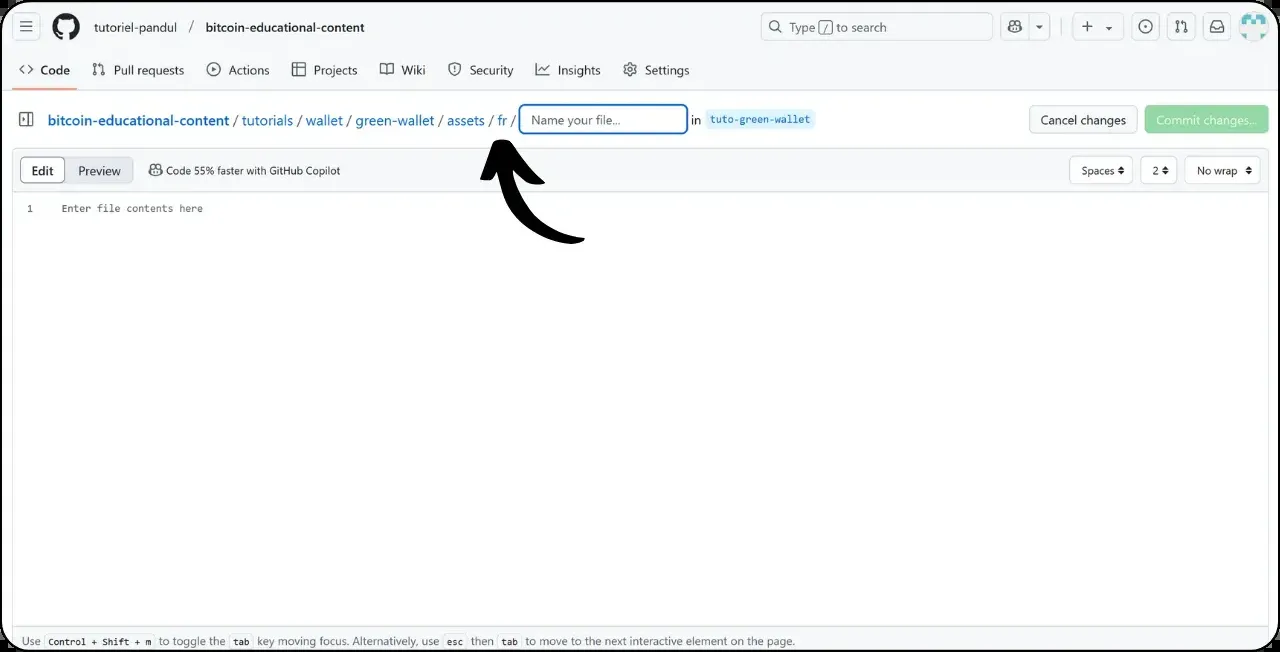 tutoriel-pandul / bitcoin-educational-content Type / to search
Code Pull requests Actions Projects Wiki Security Insights Settings
bitcoin-educational-content / tutorials / wallet / green-wallet / assets / fr / Name your file... in tuto-green-wallet Cancel changes Commit changes...
Edit Preview Code 55% faster with GitHub Copilot Spaces 2 No wrap
1 Enter file contents here
Use Control + Shift + m to toggle the tab key moving focus. Alternatively, use esc then tab to move to the next interactive element on the page.